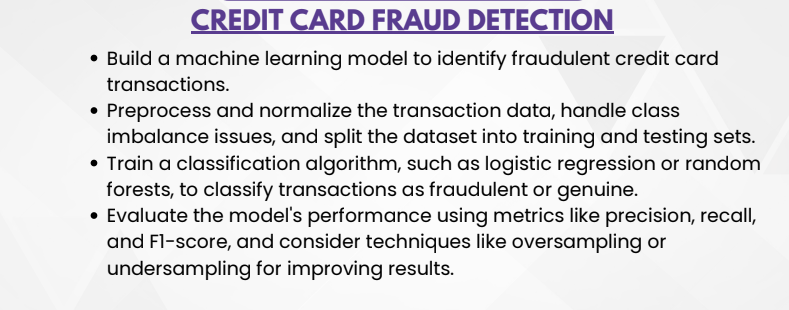 CREDIT CARD FRAUD DETECTION
• Build a machine learning model to identify fraudulent credit card
transactions.
• Preprocess and normalize the transaction data, handle class
imbalance issues, and split the dataset into training and testing sets.
• Train a classification algorithm, such as logistic regression or random
forests, to classify transactions as fraudulent or genuine.
• Evaluate the model's performance using metrics like precision, recall,
and F1-score, and consider techniques like oversampling or
undersampling for improving results.